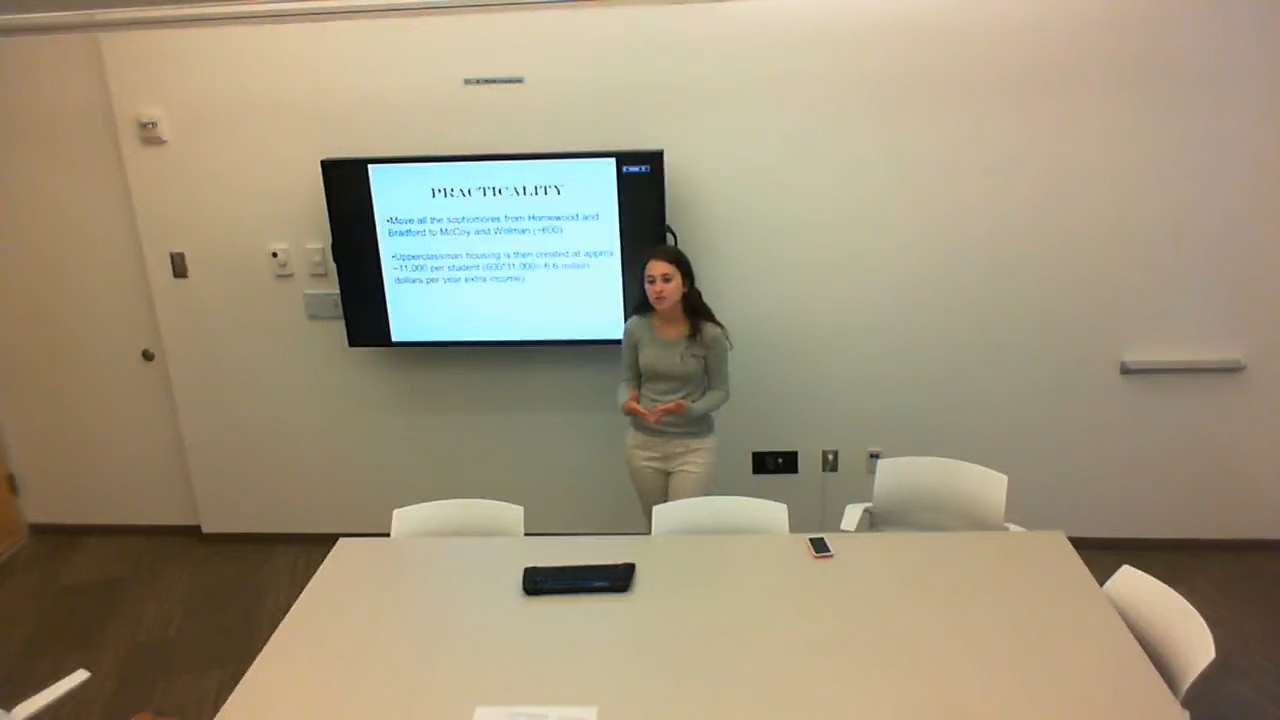 PRACTICALITY
•Move all the sophomores from Homewood and
Bradford to McCoy and Wolman (~600)
•Upperclassman housing is then created at approx
~11,000 per student (600*11,000= 6.6 million
dollars per year extra income)